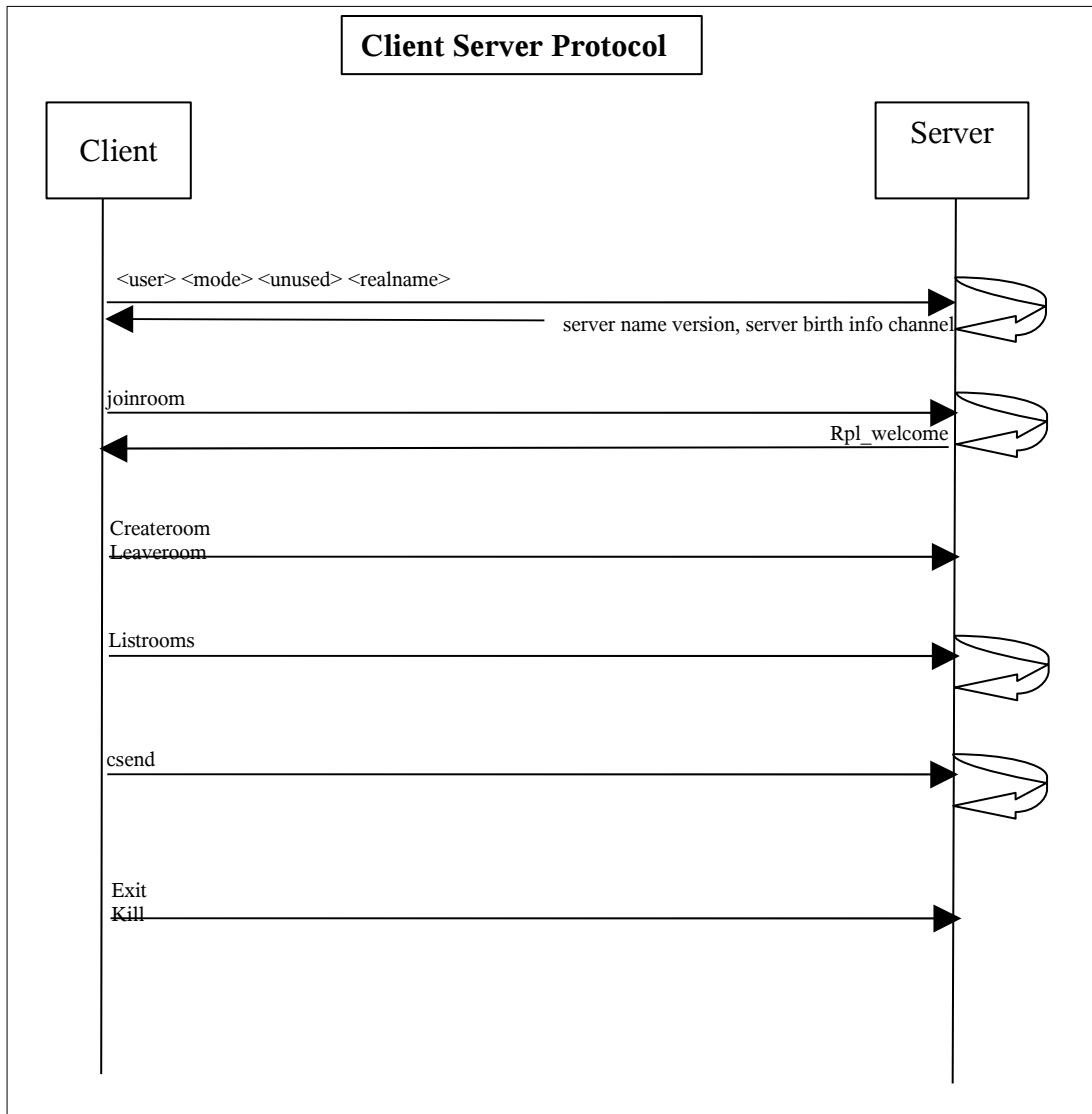 Client Server Protocol
Client
Server
<user> <mode> <unused> <realname>
server name version, server birth info channel
joinroom
Rpl_welcome
Createroom
Leaveroom
Listrooms
csend
Exit
Kill